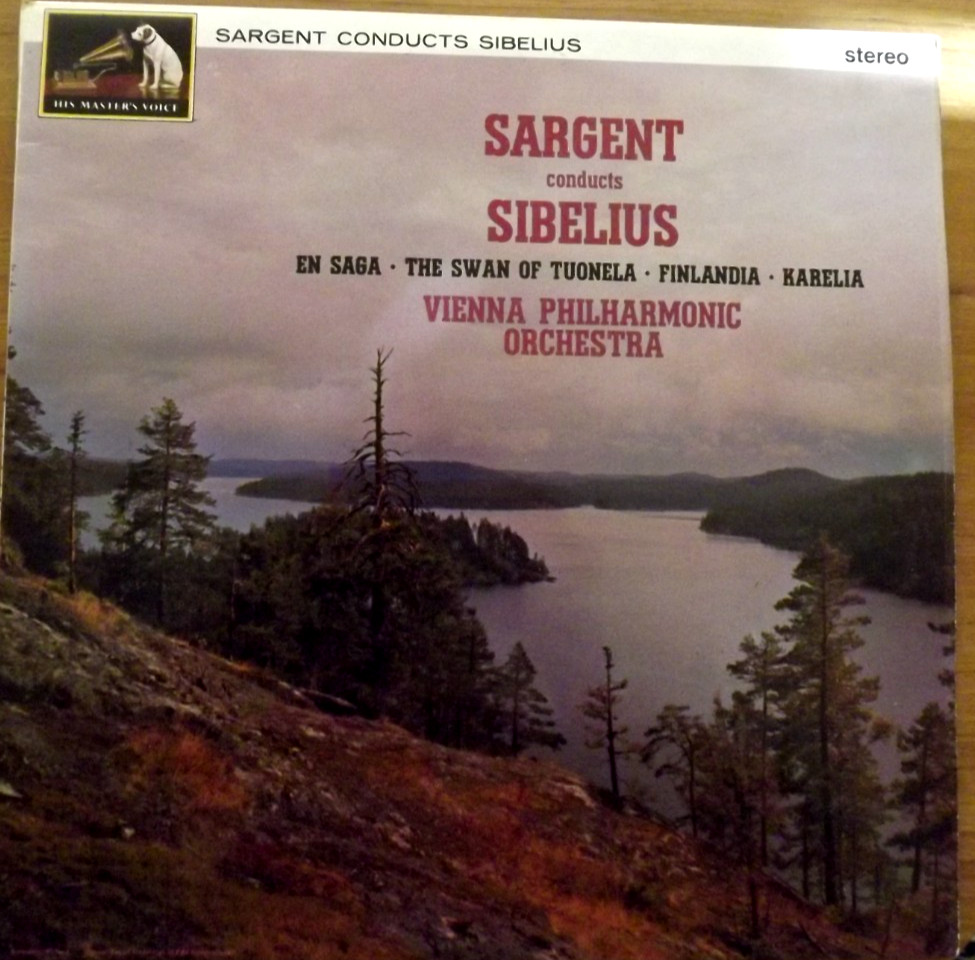 HIS MASTER'S VOICE
SARGENT CONDUCTS SIBELIUS
stereo
SARGENT
conducts
SIBELIUS
EN SAGA · THE SWAN OF TUONELA · FINLANDIA · KARELIA
VIENNA PHILHARMONIC
ORCHESTRA